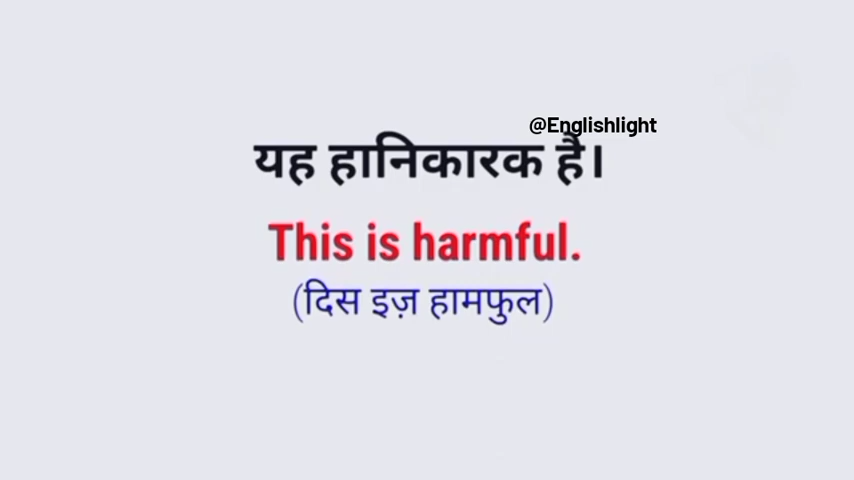 @Englishlight
यह हानिकारक है।
This is harmful.
(दिस इज़ हामफुल)